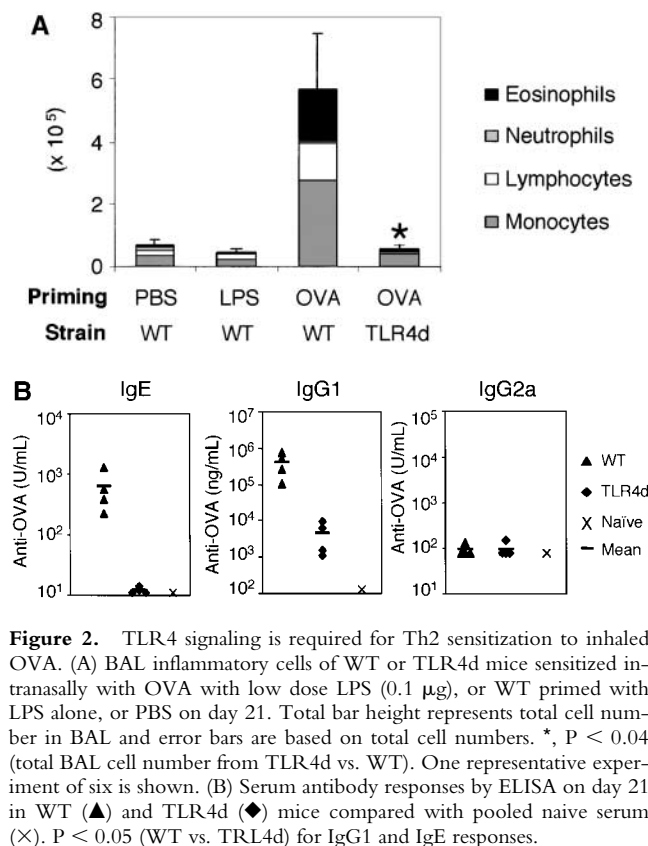 A
8
6
4
2
0
(x 10⁵)
Eosinophils
Neutrophils
Lymphocytes
Monocytes
*
Priming PBS LPS OVA OVA
Strain WT WT WT TLR4d
B
IgE
Anti-OVA (U/mL)
10⁴
10³
10²
10¹
IgG1
Anti-OVA (ng/mL)
10⁷
10⁶
10⁵
10⁴
10³
10²
IgG2a
Anti-OVA (U/mL)
10⁵
10⁴
10³
10²
10¹
▲ WT
◆ TLR4d
× Naïve
– Mean
Figure 2. TLR4 signaling is required for Th2 sensitization to inhaled
OVA. (A) BAL inflammatory cells of WT or TLR4d mice sensitized in-
tranasally with OVA with low dose LPS (0.1 μg), or WT primed with
LPS alone, or PBS on day 21. Total bar height represents total cell num-
ber in BAL and error bars are based on total cell numbers. *, P < 0.04
(total BAL cell number from TLR4d vs. WT). One representative exper-
iment of six is shown. (B) Serum antibody responses by ELISA on day 21
in WT (▲) and TLR4d (◆) mice compared with pooled naive serum
(×). P < 0.05 (WT vs. TRL4d) for IgG1 and IgE responses.